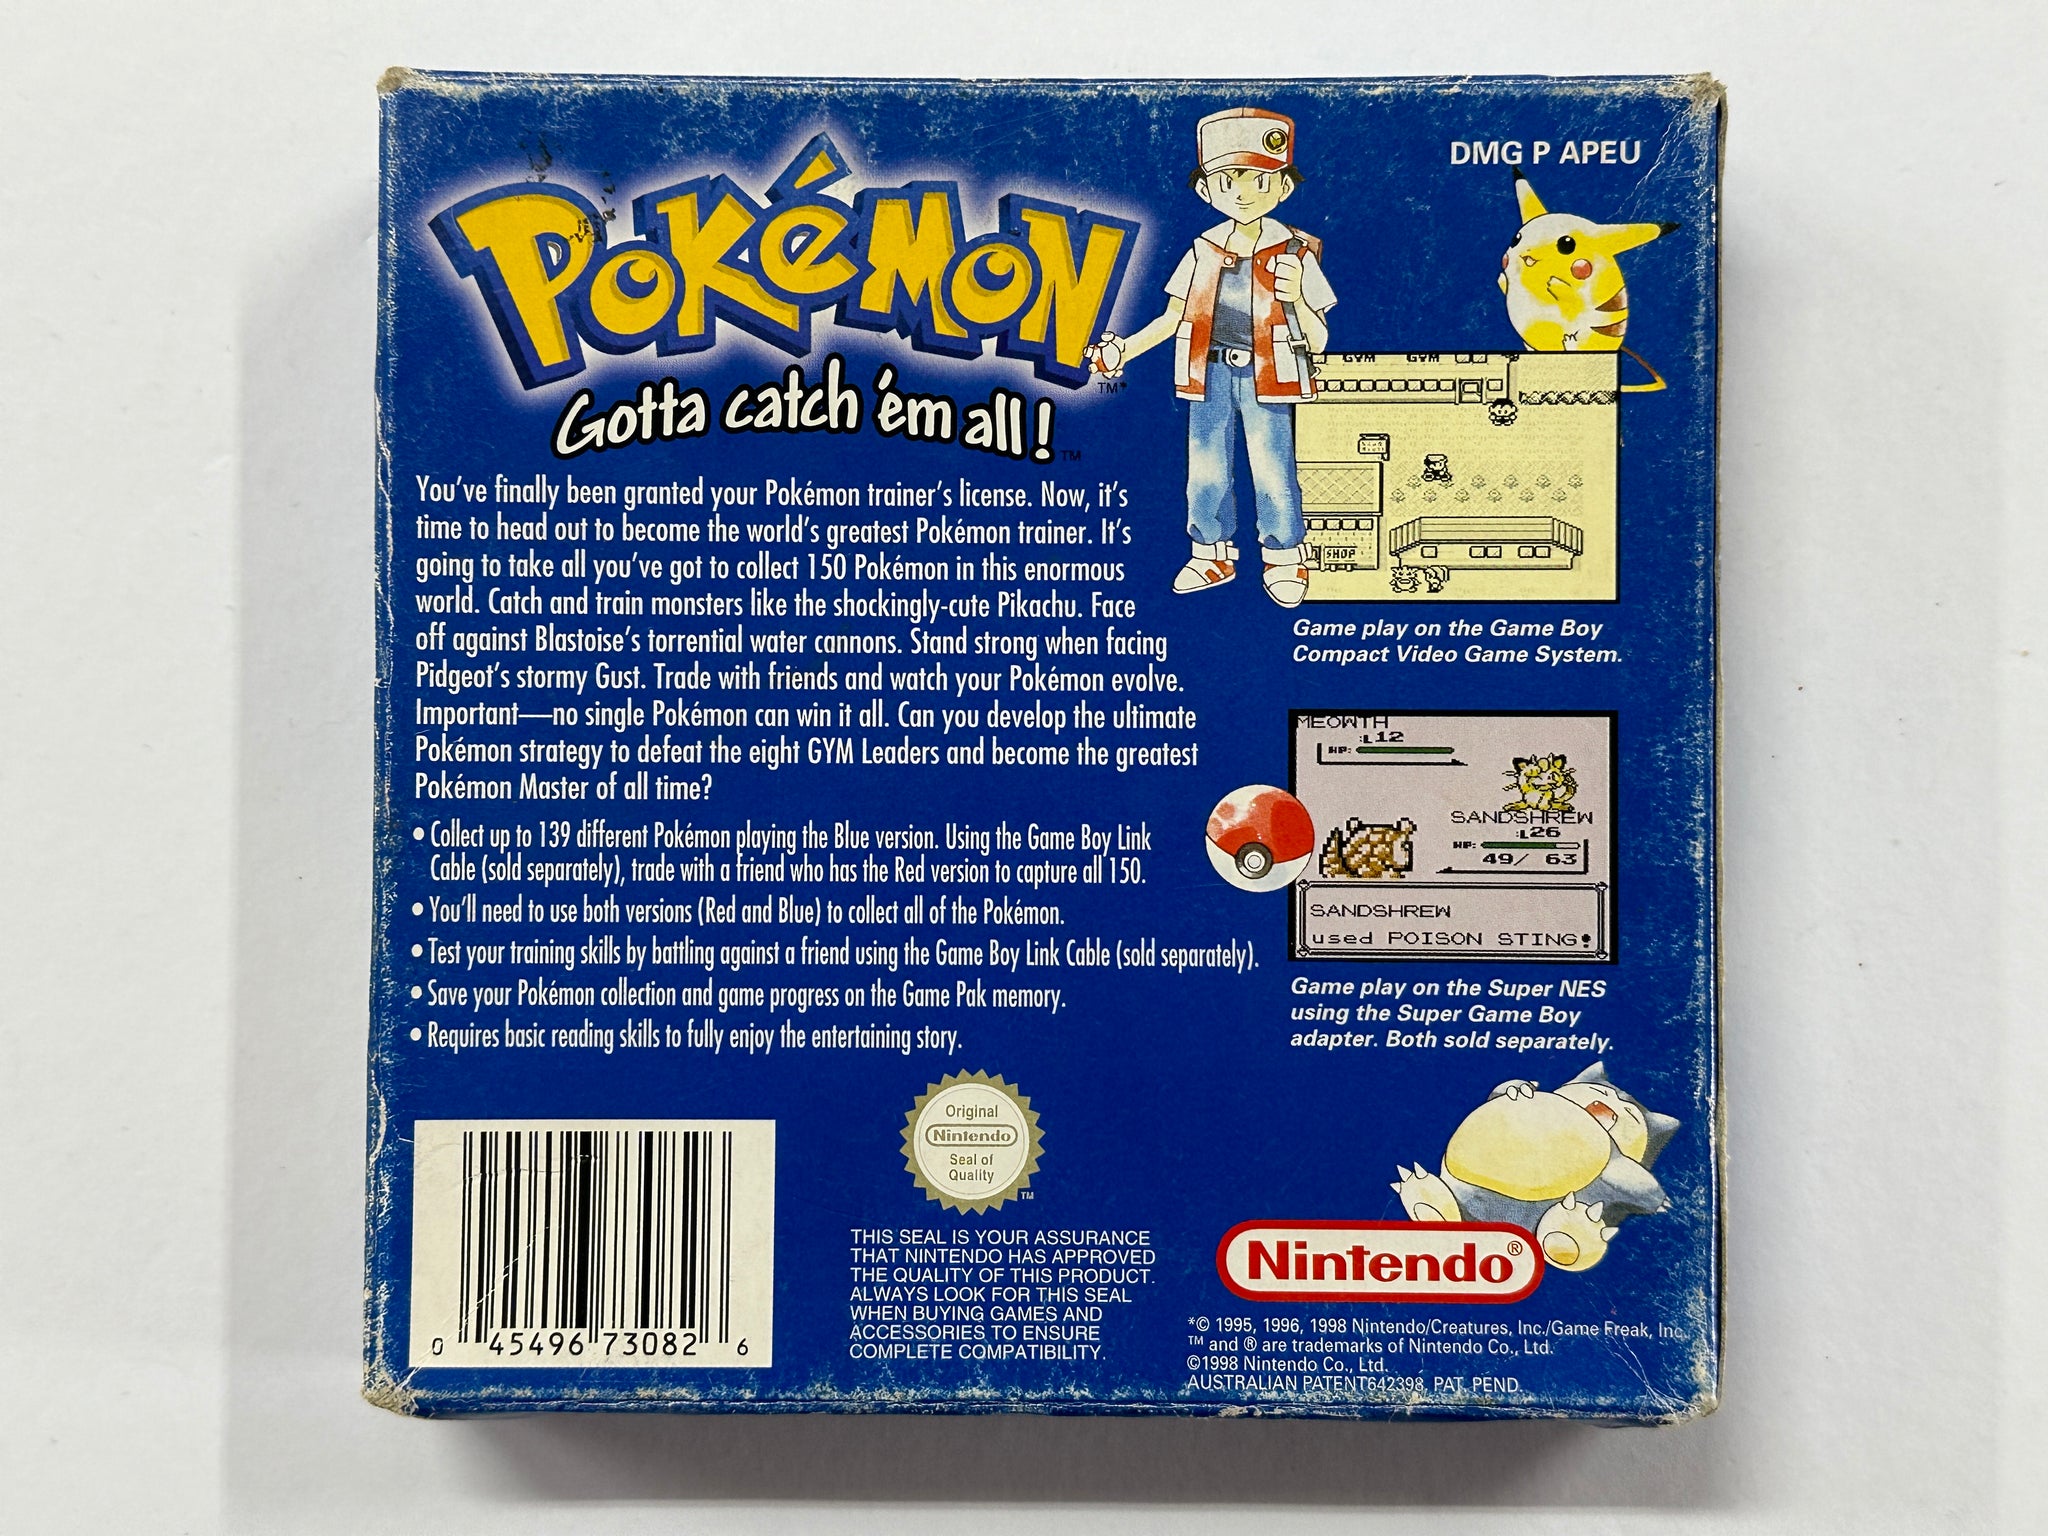 DMG P APEU
POKéMON
TM*
Gotta catch 'em all!
TM
You've finally been granted your Pokémon trainer's license. Now, it's
time to head out to become the world's greatest Pokémon trainer. It's
going to take all you've got to collect 150 Pokémon in this enormous
world. Catch and train monsters like the shockingly-cute Pikachu. Face
off against Blastoise's torrential water cannons. Stand strong when facing
Pidgeot's stormy Gust. Trade with friends and watch your Pokémon evolve.
Important—no single Pokémon can win it all. Can you develop the ultimate
Pokémon strategy to defeat the eight GYM Leaders and become the greatest
Pokémon Master of all time?
• Collect up to 139 different Pokémon playing the Blue version. Using the Game Boy Link
Cable (sold separately), trade with a friend who has the Red version to capture all 150.
• You'll need to use both versions (Red and Blue) to collect all of the Pokémon.
• Test your training skills by battling against a friend using the Game Boy Link Cable (sold separately).
• Save your Pokémon collection and game progress on the Game Pak memory.
• Requires basic reading skills to fully enjoy the entertaining story.
GYM GYM
SHOP
Game play on the Game Boy
Compact Video Game System.
MEOWTH
:L12
HP:
SANDSHREW
:L26
HP:
49/ 63
SANDSHREW
used POISON STING!
Game play on the Super NES
using the Super Game Boy
adapter. Both sold separately.
0 45496 73082 6
Original
Nintendo
Seal of
Quality
TM
THIS SEAL IS YOUR ASSURANCE
THAT NINTENDO HAS APPROVED
THE QUALITY OF THIS PRODUCT.
ALWAYS LOOK FOR THIS SEAL
WHEN BUYING GAMES AND
ACCESSORIES TO ENSURE
COMPLETE COMPATIBILITY.
Nintendo®
*© 1995, 1996, 1998 Nintendo/Creatures, Inc./Game Freak, Inc.
TM and ® are trademarks of Nintendo Co., Ltd.
©1998 Nintendo Co., Ltd.
AUSTRALIAN PATENT642398, PAT. PEND.